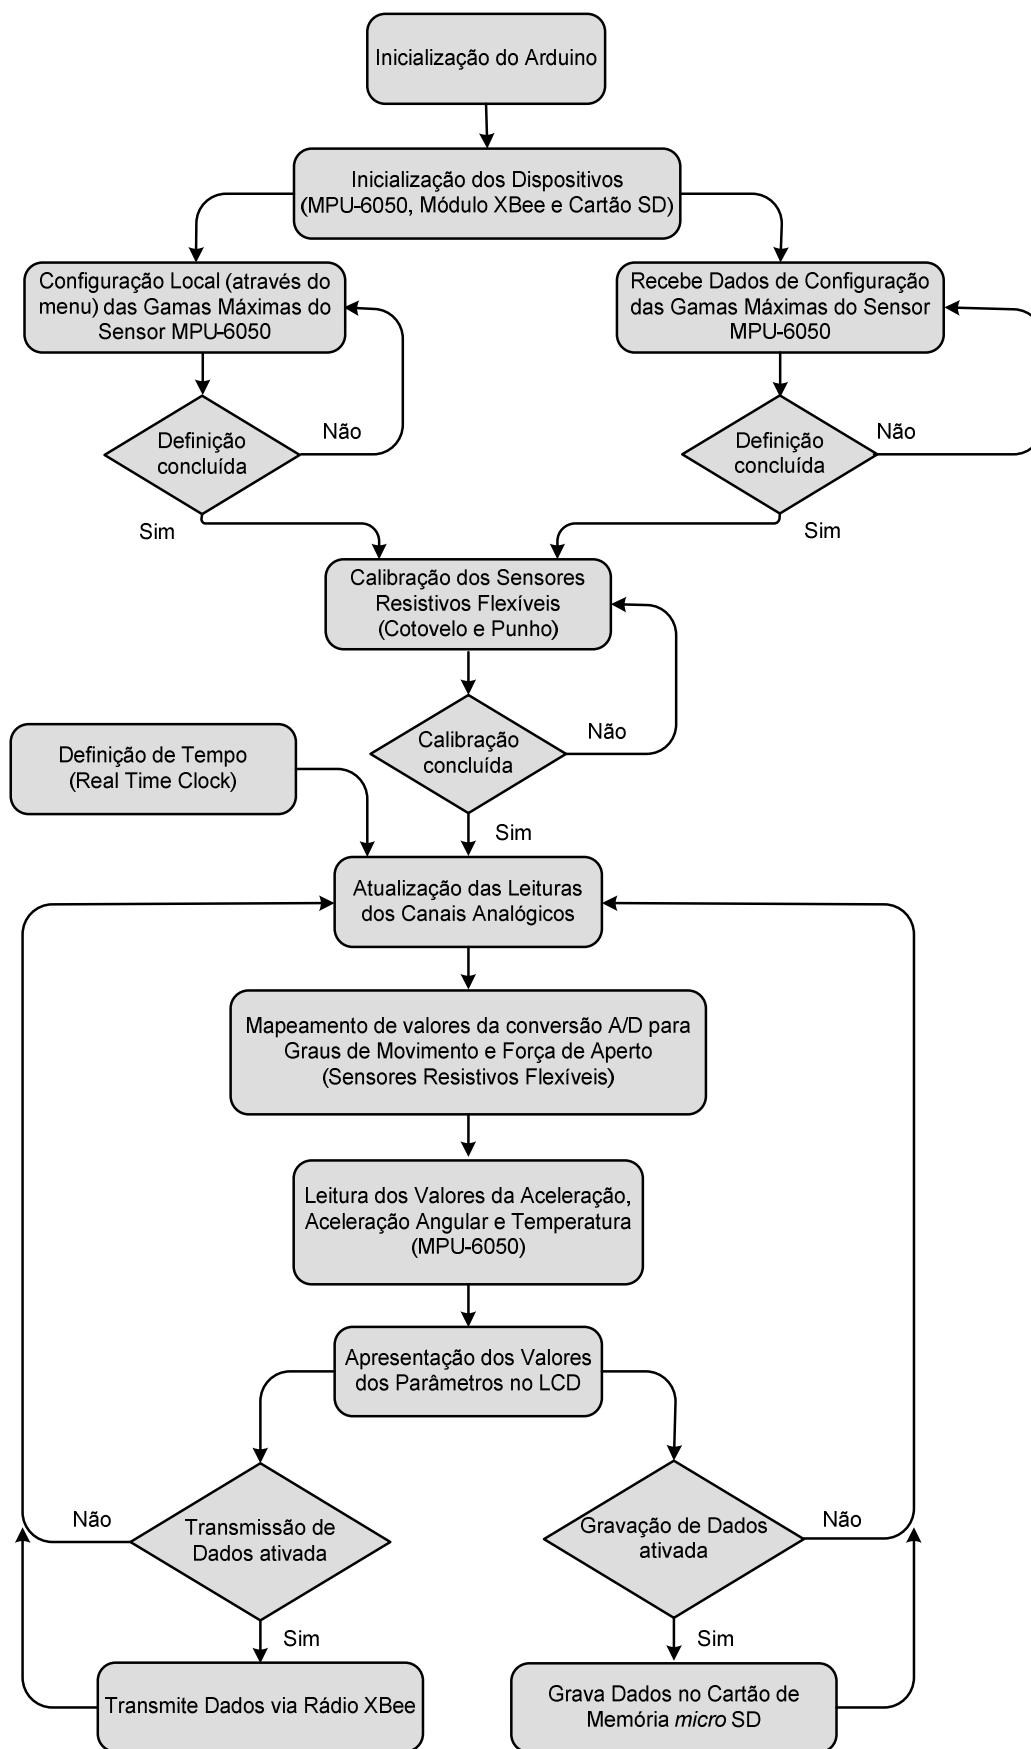 Inicialização do Arduino
Inicialização dos Dispositivos
(MPU-6050, Módulo XBee e Cartão SD)
Configuração Local (através do
menu) das Gamas Máximas do
Sensor MPU-6050
Recebe Dados de Configuração
das Gamas Máximas do Sensor
MPU-6050
Definição
concluída
Não
Definição
concluída
Não
Sim
Sim
Calibração dos Sensores
Resistivos Flexíveis
(Cotovelo e Punho)
Calibração
concluída
Não
Definição de Tempo
(Real Time Clock)
Sim
Atualização das Leituras
dos Canais Analógicos
Mapeamento de valores da conversão A/D para
Graus de Movimento e Força de Aperto
(Sensores Resistivos Flexíveis)
Leitura dos Valores da Aceleração,
Aceleração Angular e Temperatura
(MPU-6050)
Apresentação dos Valores
dos Parâmetros no LCD
Não
Transmissão de
Dados ativada
Gravação de Dados
ativada
Não
Sim
Sim
Transmite Dados via Rádio XBee
Grava Dados no Cartão de
Memória micro SD